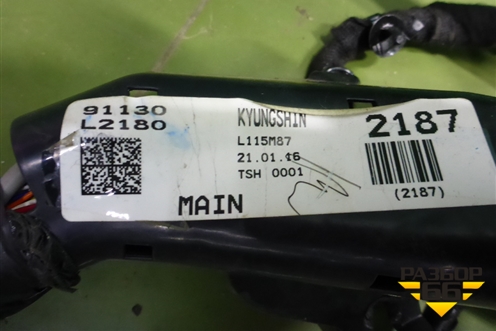 91130
L2180
KYUNGSHIN
L115M87
21.01.16
TSH 0001
MAIN
2187
(2187)
РАЗБОР
66